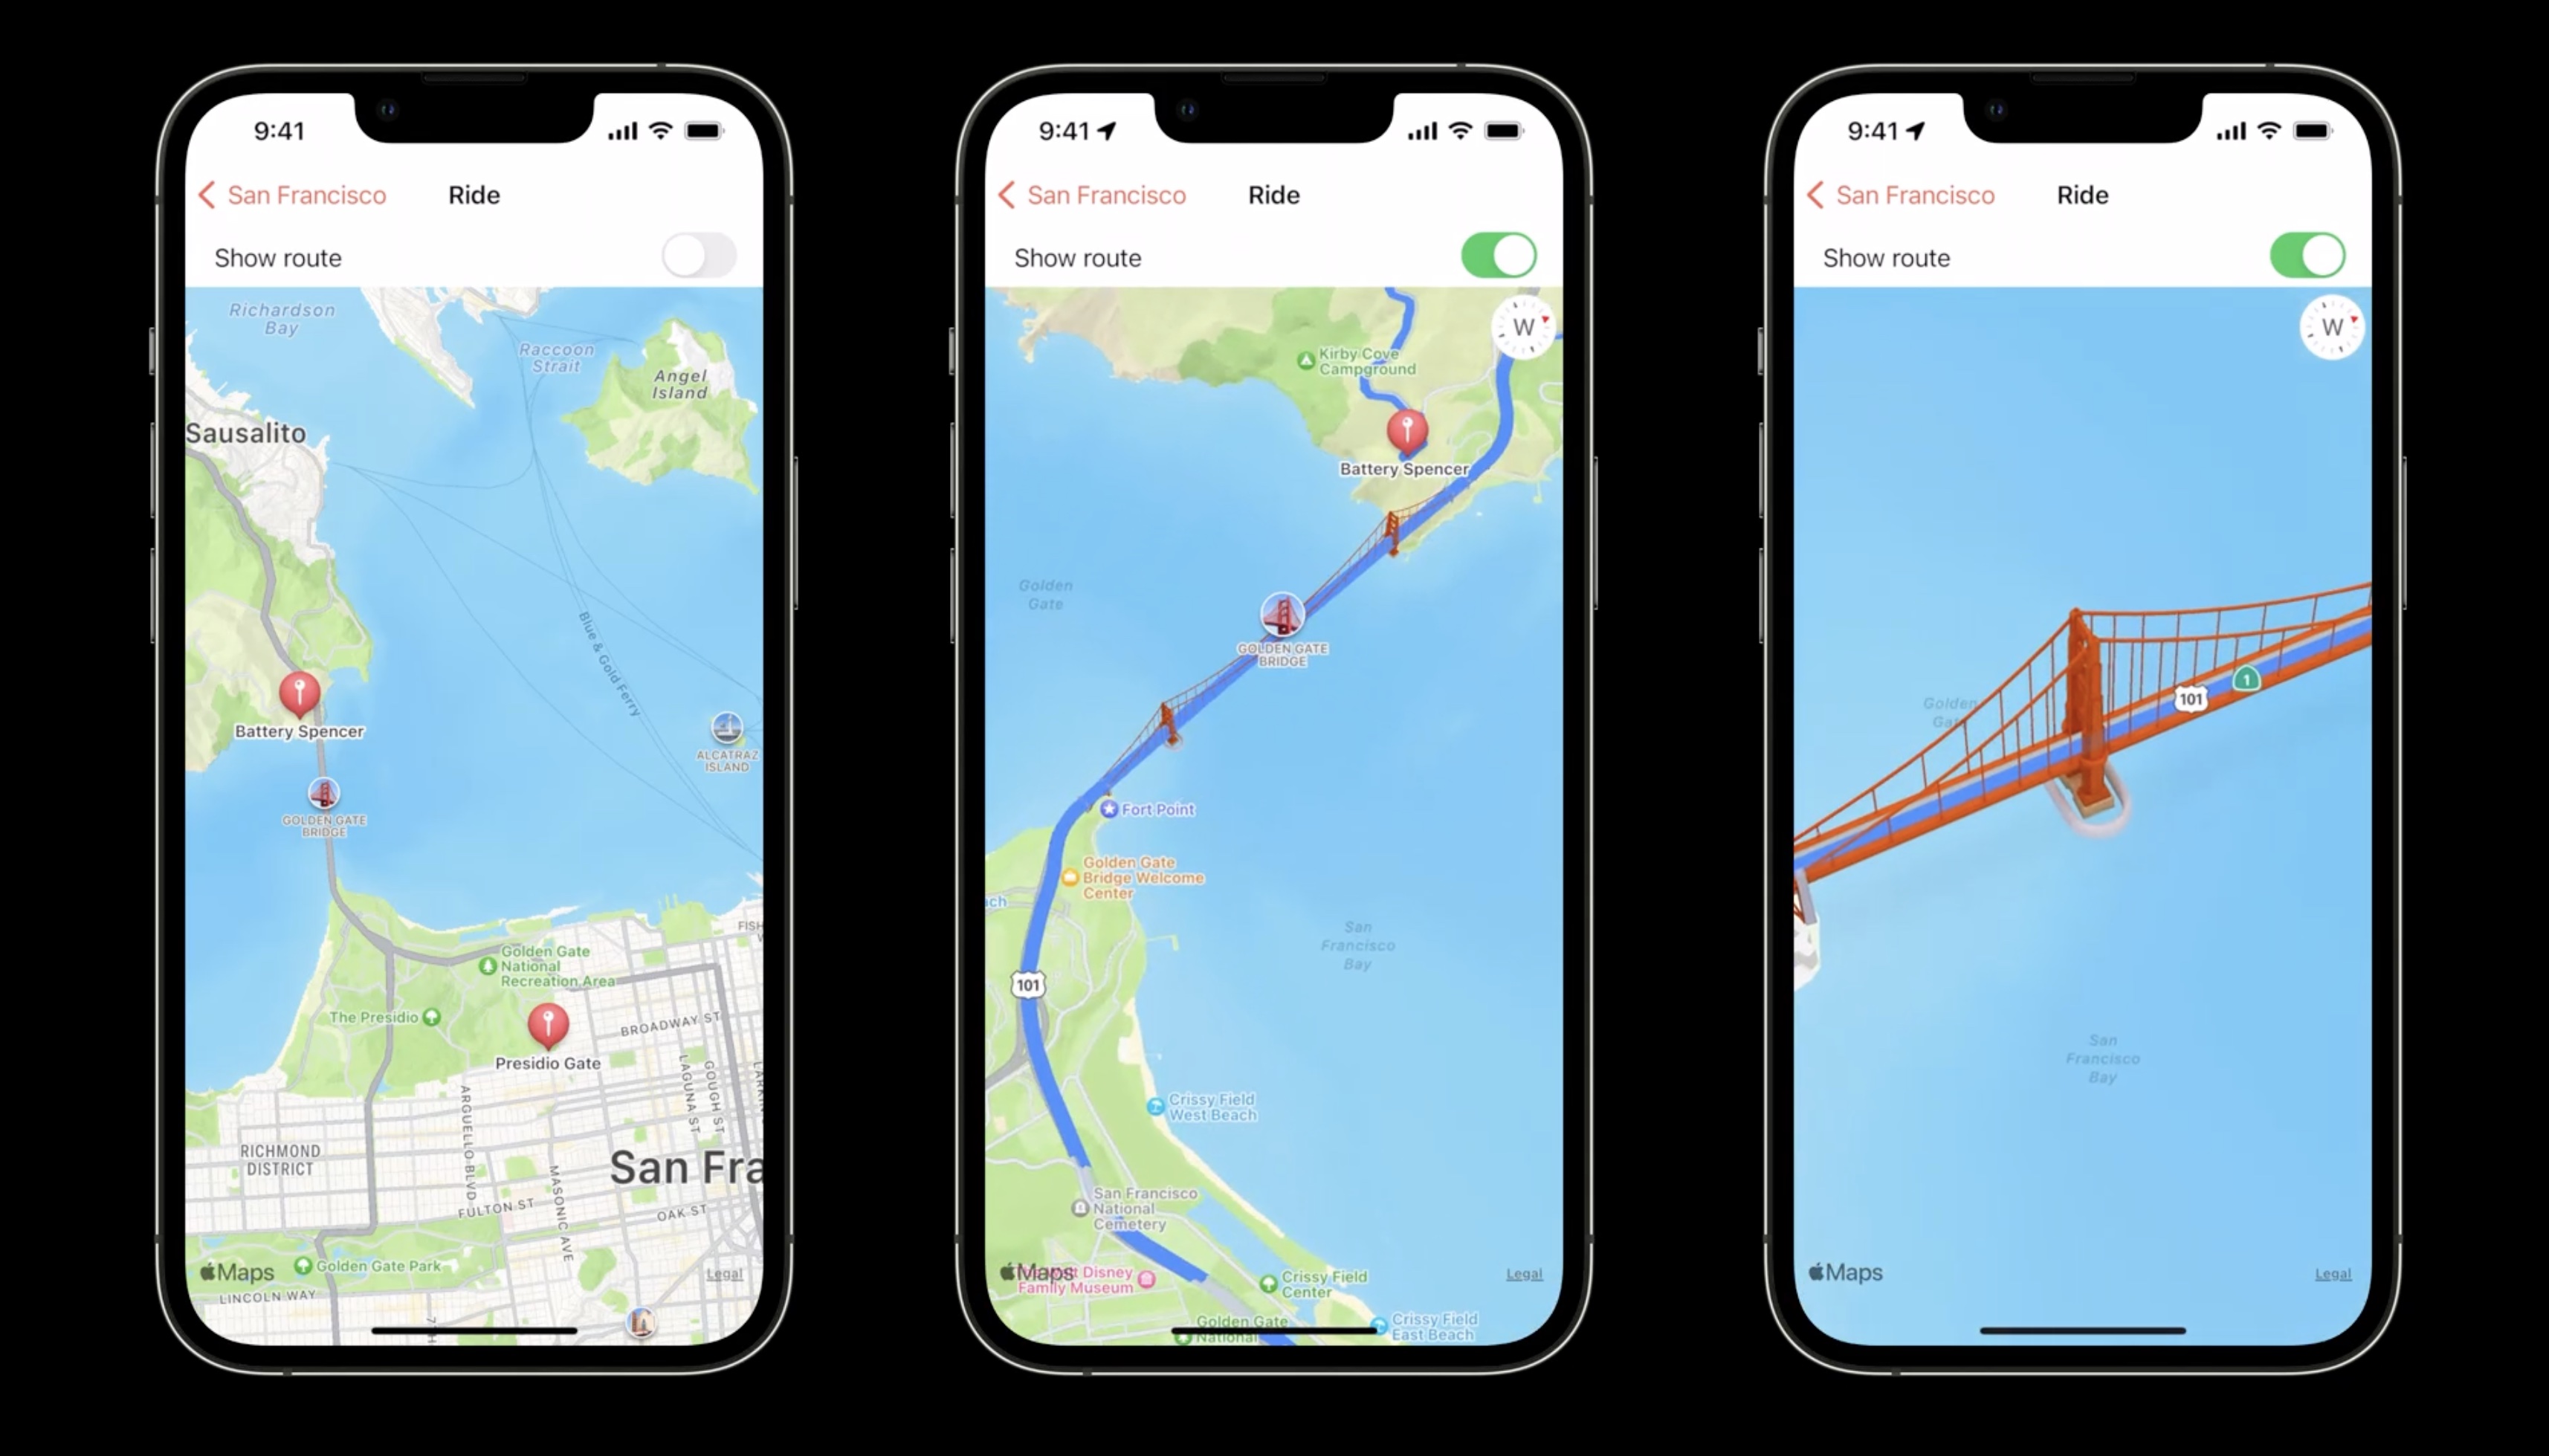 9:41
San Francisco
Ride
Show route
Richardson
Bay
Raccoon
Strait
Angel
Island
Sausalito
Blue & Gold Ferry
Battery Spencer
ALCATRAZ
ISLAND
GOLDEN GATE
BRIDGE
FISH
W
Golden Gate
National
Recreation Area
The Presidio
BROADWAY ST
Presidio Gate
LAGUNA ST
GOUGH ST
LARKIN
ARGUELLO BLVD
RICHMOND
DISTRICT
San Fra
MASONIC AVE
FULTON ST
OAK ST
Maps
Golden Gate Park
Legal
LINCOLN WAY
9:41
San Francisco
Ride
Show route
W
Kirby Cove
Campground
Battery Spencer
Golden
Gate
GOLDEN GATE
BRIDGE
Fort Point
Golden Gate
Bridge Welcome
Center
ach
San
Francisco
Bay
101
Crissy Field
West Beach
San Francisco
National
Cemetery
Maps
Disney
Family Museum
Crissy Field
Center
Legal
Golden Gate
National
Crissy Field
East Beach
9:41
San Francisco
Ride
Show route
W
Golden
Gate
101
1
San
Francisco
Bay
Maps
Legal